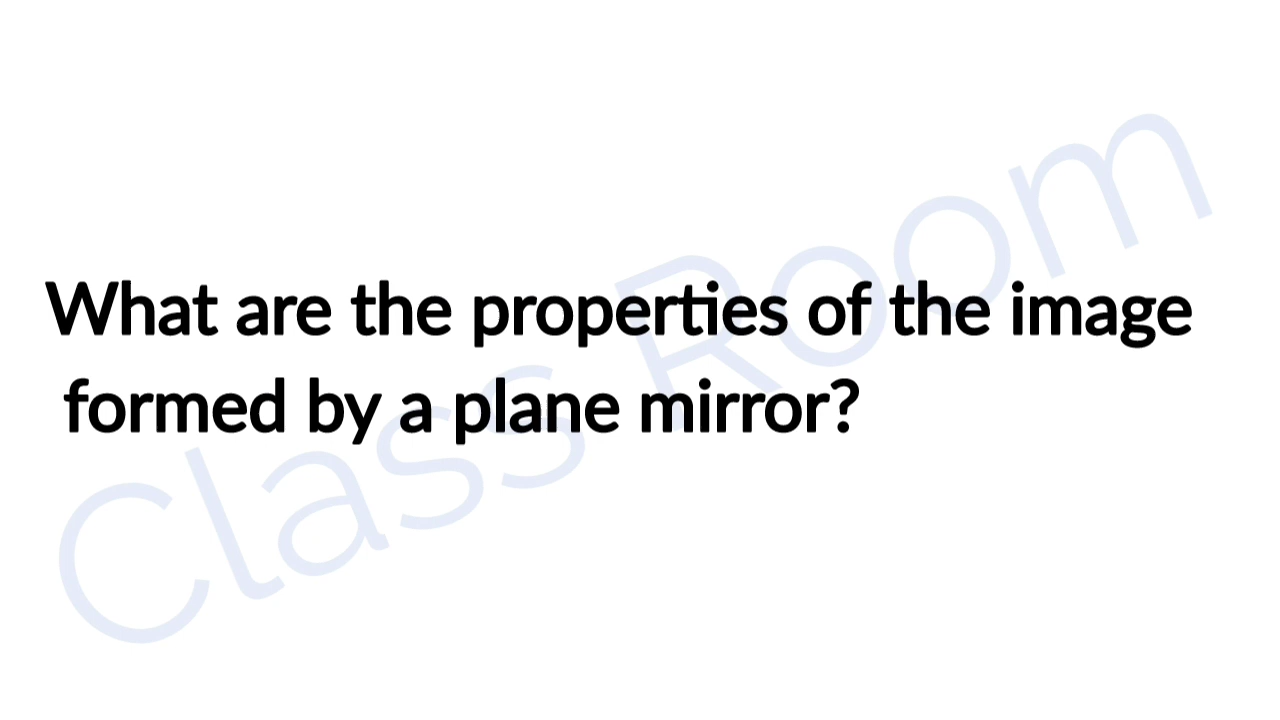 What are the properties of the image
formed by a plane mirror?
Class Room